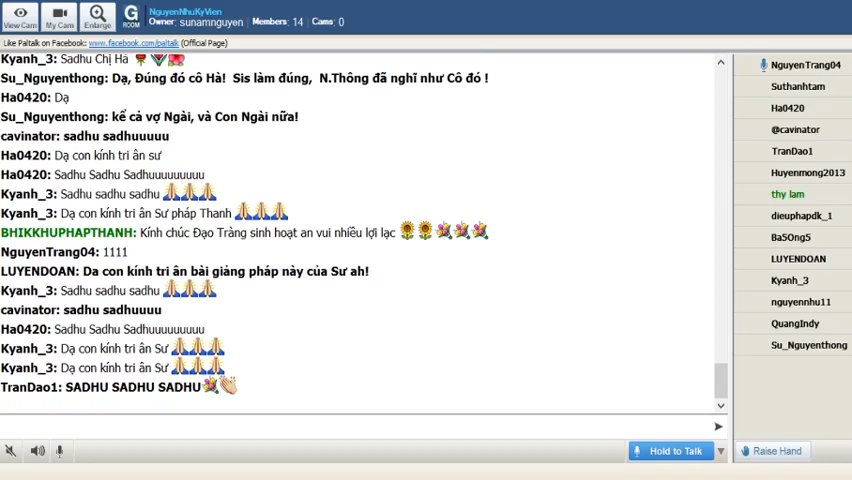 View Cam
My Cam
Enlarge
G
ROOM
NguyenNhuKyVien
Owner: sunamnguyen , Members: 14 / Cams: 0
Like Paltalk on Facebook: www.facebook.com/paltalk (Official Page)
Kyanh_3: Sadhu Chị Hà
Su_Nguyenthong: Dạ, Đúng đó cô Hà! Sis làm đúng, N.Thông đã nghĩ như Cô đó !
Ha0420: Dạ
Su_Nguyenthong: kể cả vợ Ngài, và Con Ngài nữa!
cavinator: sadhu sadhuuuuu
Ha0420: Dạ con kính tri ân sư
Ha0420: Sadhu Sadhu Sadhuuuuuuuuu
Kyanh_3: Sadhu sadhu sadhu
Kyanh_3: Dạ con kính tri ân Sư pháp Thanh
BHIKKHUPHAPTHANH: Kính chúc Đạo Tràng sinh hoạt an vui nhiều lợi lạc
NguyenTrang04: 1111
LUYENDOAN: Da con kính tri ân bài giảng pháp này của Sư ah!
Kyanh_3: Sadhu sadhu sadhu
cavinator: sadhu sadhuuuu
Ha0420: Sadhu Sadhu Sadhuuuuuuuuu
Kyanh_3: Dạ con kính tri ân Sư
Kyanh_3: Dạ con kính tri ân Sư
TranDao1: SADHU SADHU SADHU
Hold to Talk
NguyenTrang04
Suthanhtam
Ha0420
@cavinator
TranDao1
Huyenmong2013
thy lam
dieuphapdk_1
Ba5Ong5
LUYENDOAN
Kyanh_3
nguyennhu11
QuangIndy
Su_Nguyenthong
Raise Hand